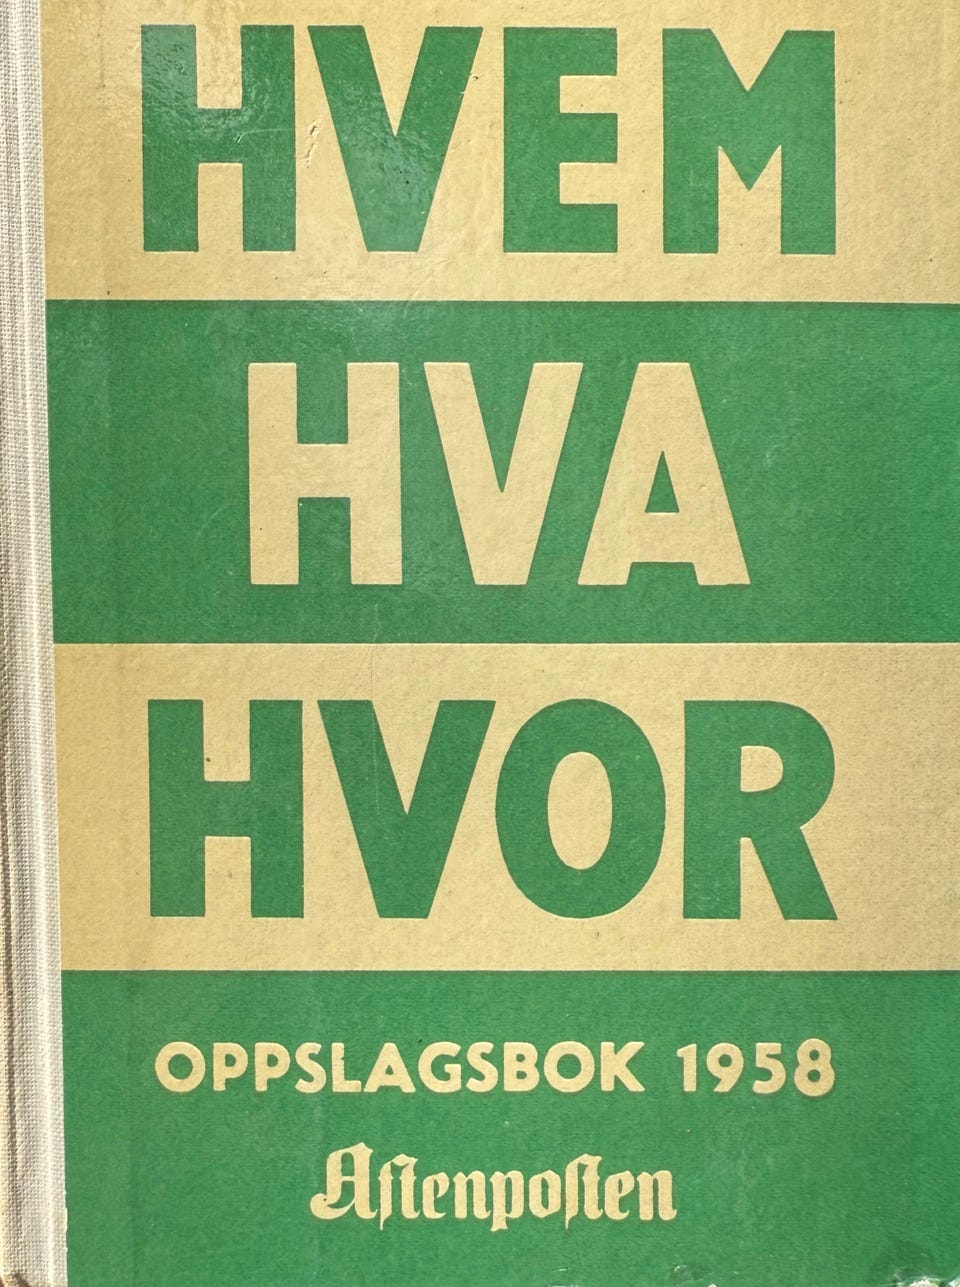 HVEM
HVA
HVOR
OPPSLAGSBOK 1958
Aftenposten